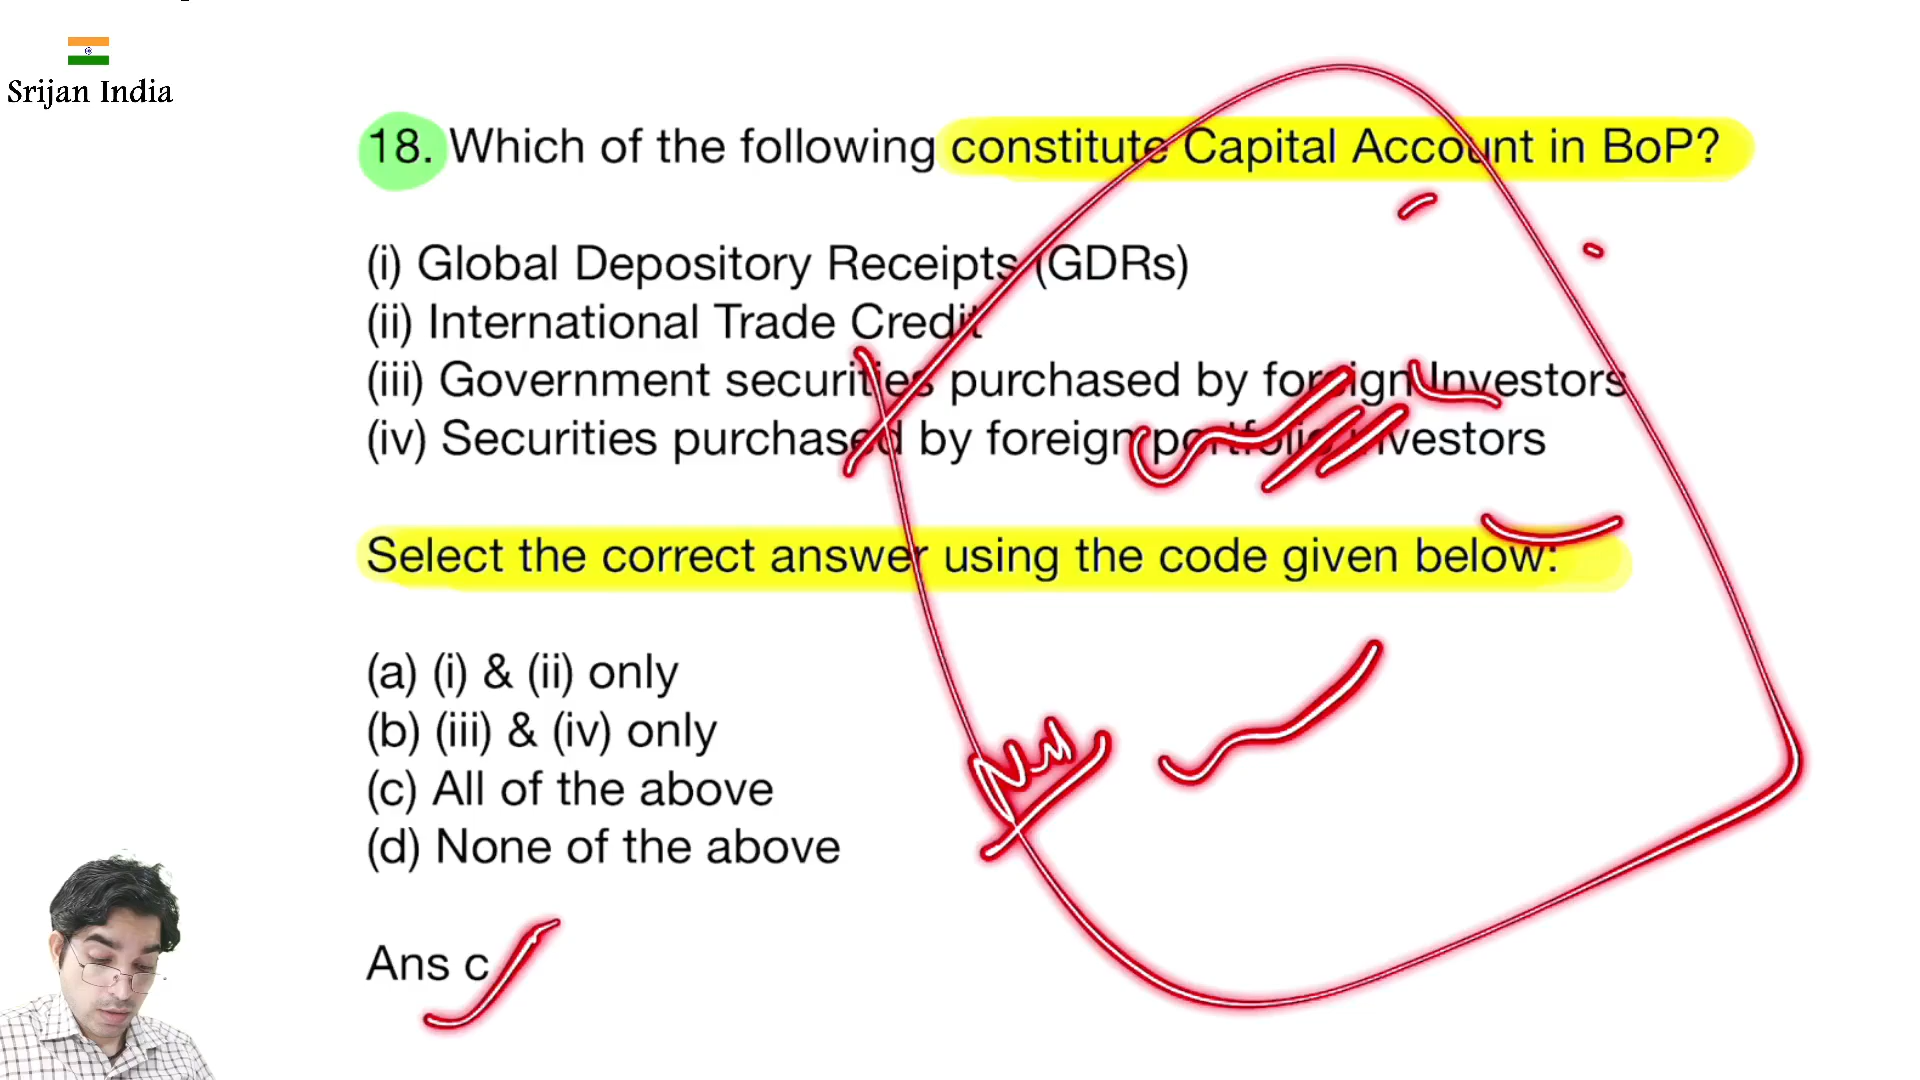 Srijan India
18. Which of the following constitute Capital Account in BoP?
(i) Global Depository Receipts (GDRs)
(ii) International Trade Credit
(iii) Government securities purchased by foreign Investors
(iv) Securities purchased by foreign portfolio investors
Select the correct answer using the code given below:
(a) (i) & (ii) only
(b) (iii) & (iv) only
(c) All of the above
(d) None of the above
Ans c